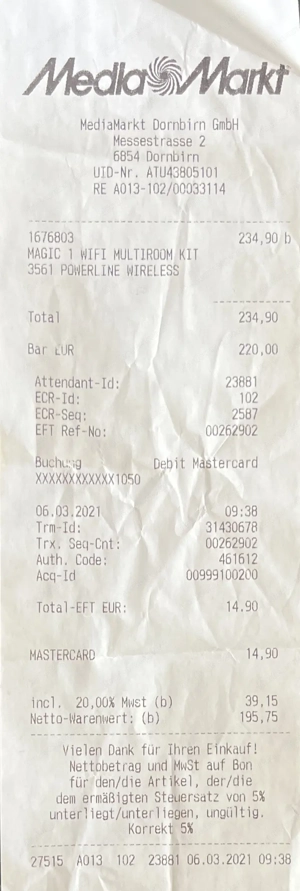 Media Markt
MediaMarkt Dornbirn GmbH
Messestrasse 2
6854 Dornbirn
UID-Nr. ATU43805101
RE A013-102/00033114
1676803 234,90 b
MAGIC 1 WIFI MULTIROOM KIT
3561 POWERLINE WIRELESS
Total 234,90
Bar EUR 220,00
Attendant-Id: 23881
ECR-Id: 102
ECR-Seq: 2587
EFT Ref-No: 00262902
Buchung Debit Mastercard
XXXXXXXXXXXX1050
06.03.2021 09:38
Trm-Id: 31430678
Trx. Seq-Cnt: 00262902
Auth. Code: 461612
Acq-Id 00999100200
Total-EFT EUR: 14.90
MASTERCARD 14,90
incl. 20,00% Mwst (b) 39,15
Netto-Warenwert: (b) 195,75
Vielen Dank für Ihren Einkauf!
Nettobetrag und MwSt auf Bon
für den/die Artikel, der/die
dem ermäßigten Steuersatz von 5%
unterliegt/unterliegen, ungültig.
Korrekt 5%
27515 A013 102 23881 06.03.2021 09:38